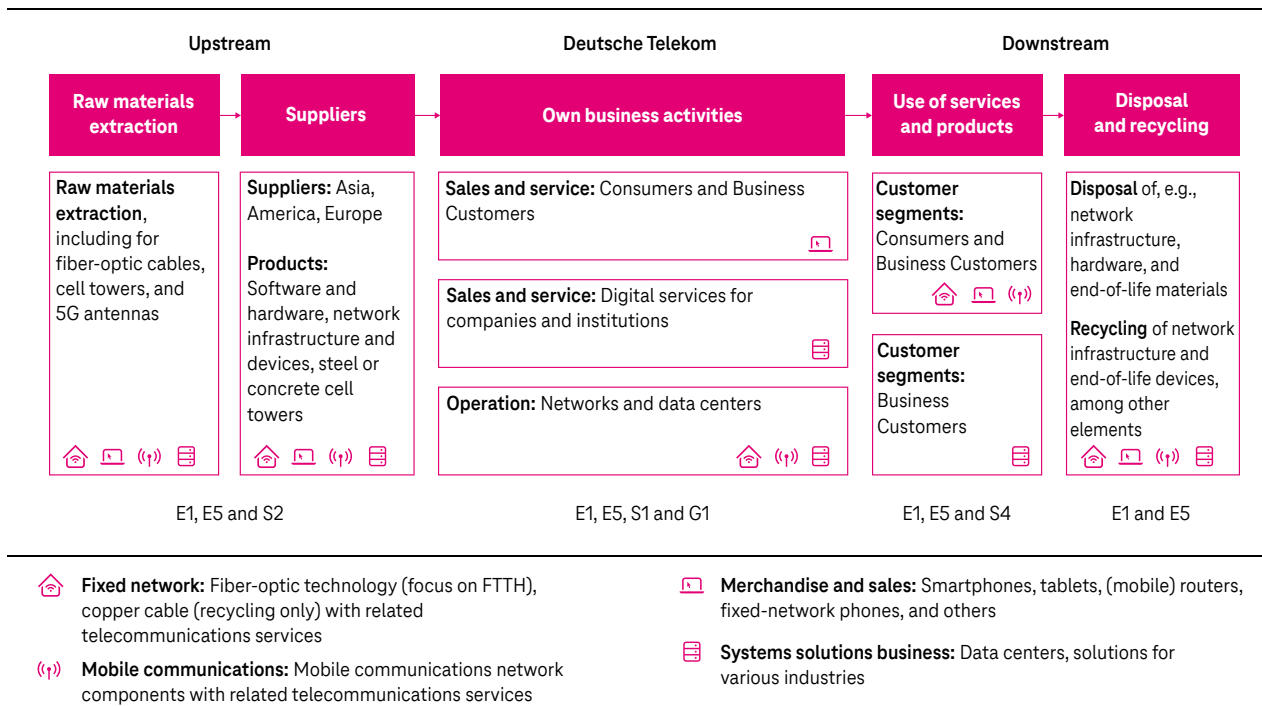 Upstream
Deutsche Telekom
Downstream
Raw materials
extraction
Suppliers
Own business activities
Use of services
and products
Disposal
and recycling
Raw materials
extraction,
including for
fiber-optic cables,
cell towers, and
5G antennas
Suppliers: Asia,
America, Europe
Products:
Software and
hardware, network
infrastructure and
devices, steel or
concrete cell
towers
Sales and service: Consumers and Business
Customers
Sales and service: Digital services for
companies and institutions
Operation: Networks and data centers
Customer
segments:
Consumers and
Business Customers
Customer
segments:
Business
Customers
Disposal of, e.g.,
network
infrastructure,
hardware, and
end-of-life materials
Recycling of network
infrastructure and
end-of-life devices,
among other
elements
E1, E5 and S2
E1, E5, S1 and G1
E1, E5 and S4
E1 and E5
Fixed network: Fiber-optic technology (focus on FTTH),
copper cable (recycling only) with related
telecommunications services
Mobile communications: Mobile communications network
components with related telecommunications services
Merchandise and sales: Smartphones, tablets, (mobile) routers,
fixed-network phones, and others
Systems solutions business: Data centers, solutions for
various industries